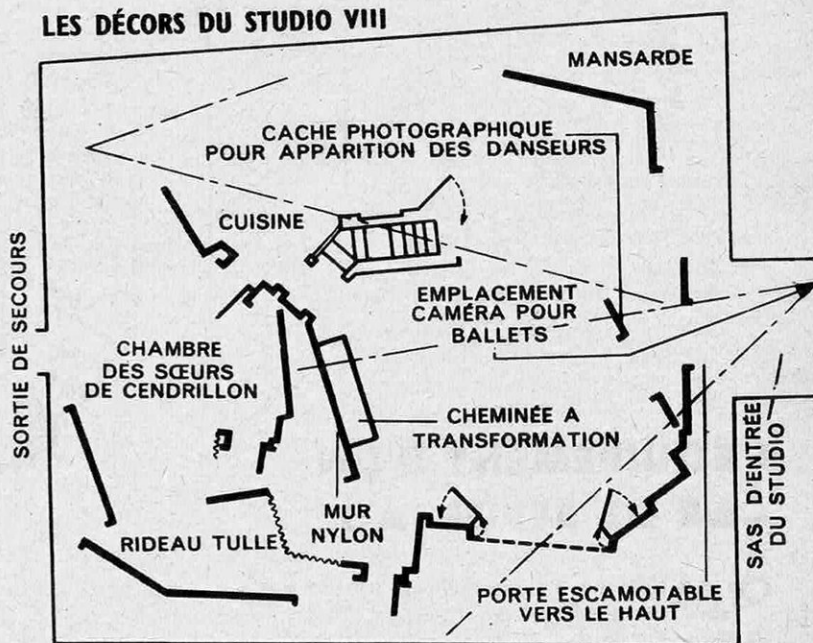 LES DÉCORS DU STUDIO VIII
MANSARDE
CACHE PHOTOGRAPHIQUE
POUR APPARITION DES DANSEURS
CUISINE
SORTIE DE SECOURS
EMPLACEMENT
CAMÉRA POUR
BALLETS
CHAMBRE
DES SŒURS
DE CENDRILLON
CHEMINÉE A
TRANSFORMATION
MUR
NYLON
RIDEAU TULLE
SAS D'ENTRÉE
DU STUDIO
PORTE ESCAMOTABLE
VERS LE HAUT